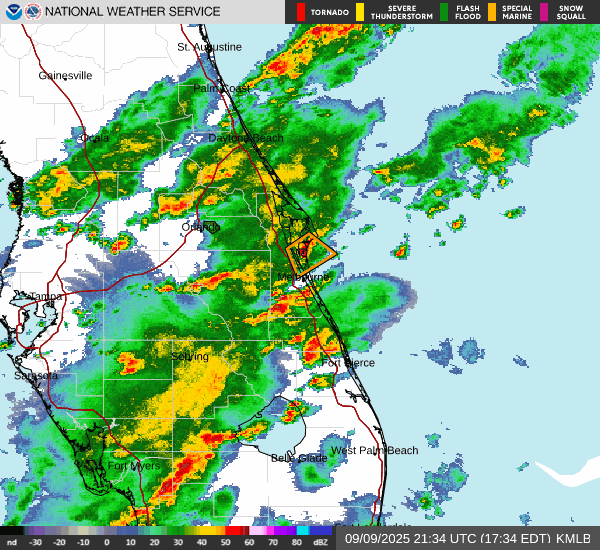 NATIONAL WEATHER SERVICE
TORNADO
SEVERE THUNDERSTORM
FLASH FLOOD
SPECIAL MARINE
SNOW SQUALL
St. Augustine
Gainesville
Palm Coast
Ocala
Daytona Beach
Orlando
Melbourne
Tampa
Sebring
Fort Pierce
Sarasota
West Palm Beach
Belle Glade
Fort Myers
nd -30 -20 -10 0 10 20 30 40 50 60 70 80 dBZ
09/09/2025 21:34 UTC (17:34 EDT) KMLB